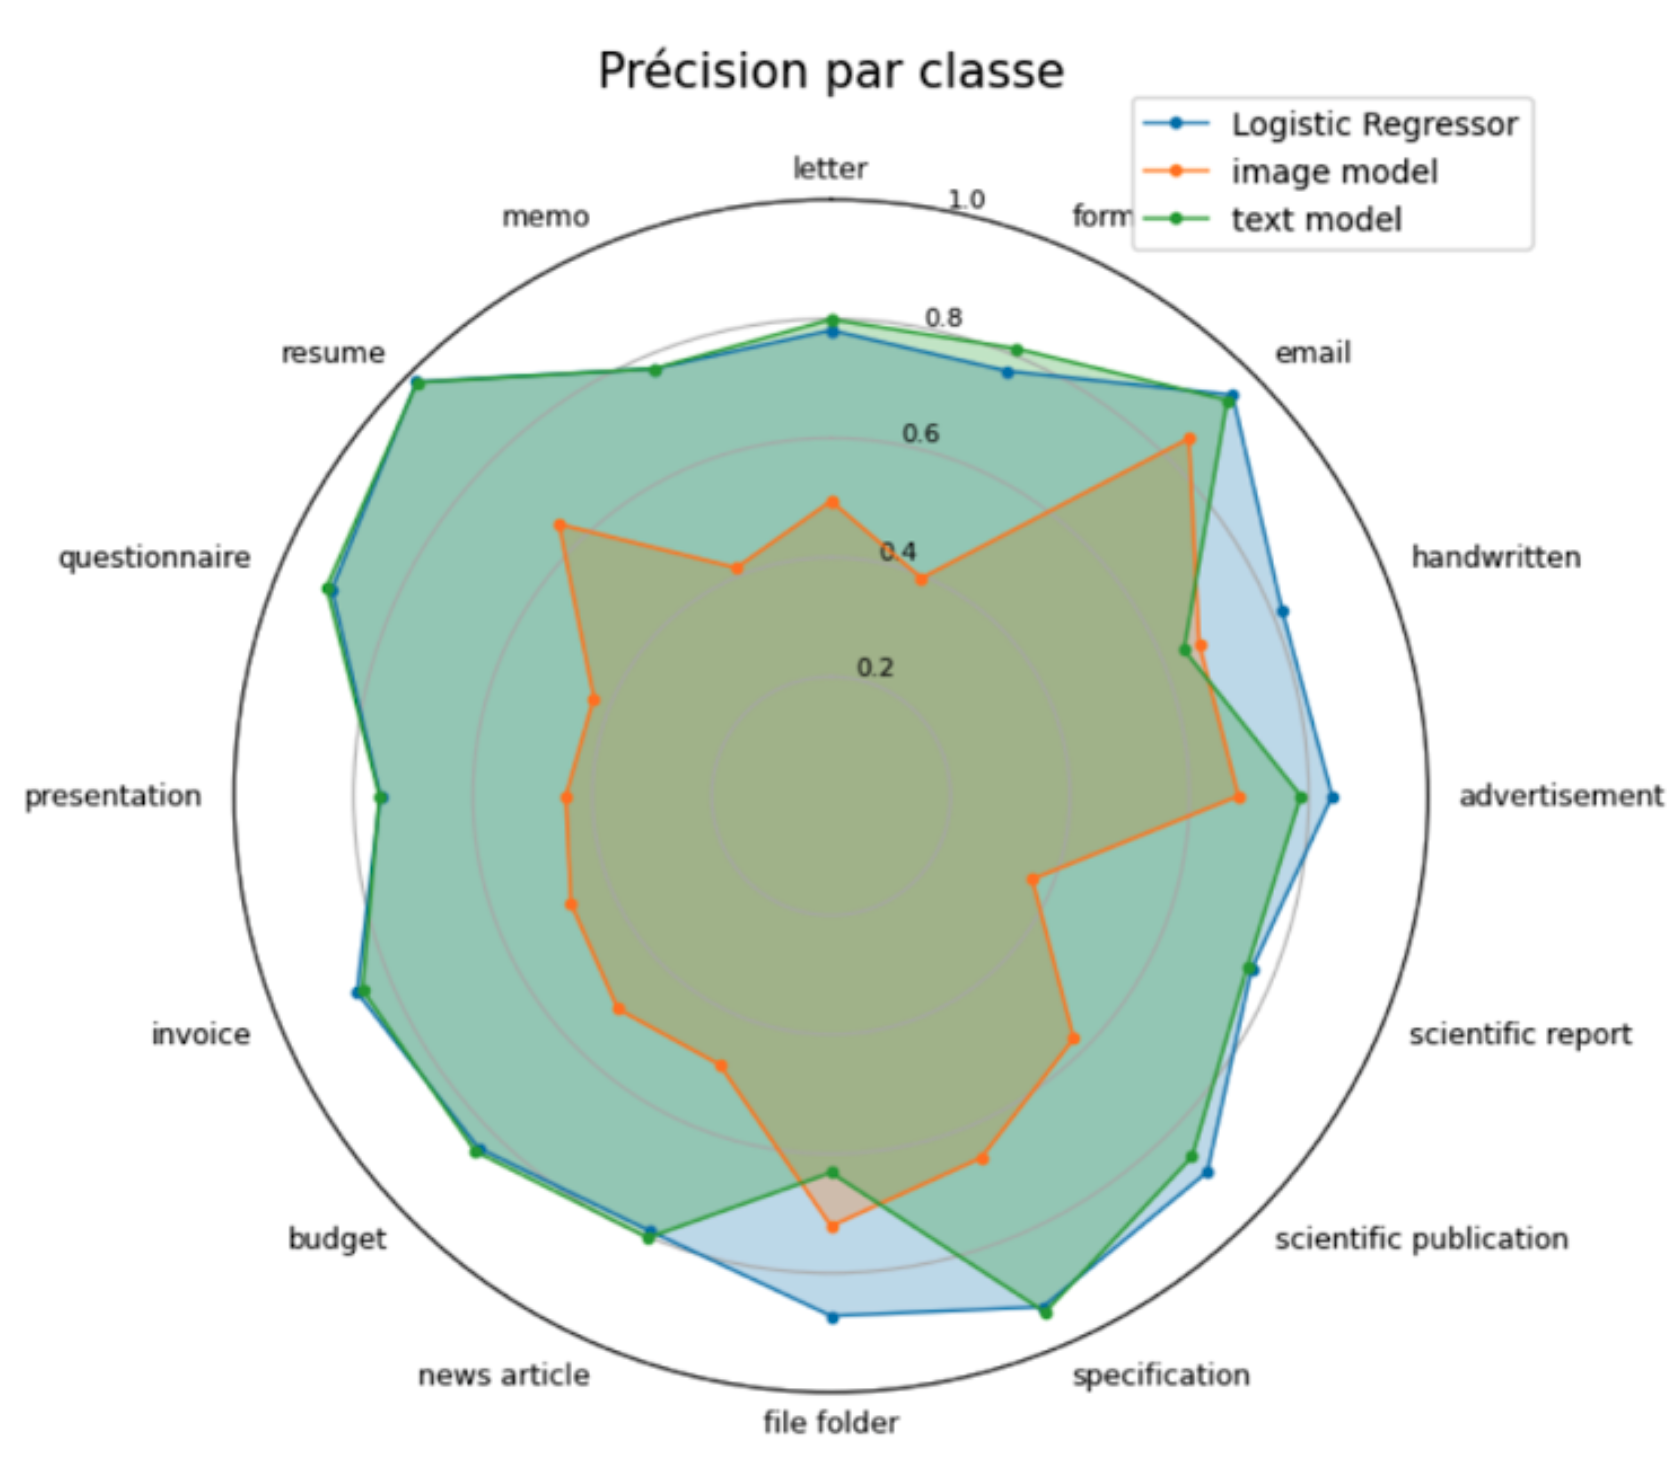 Précision par classe
Logistic Regressor
image model
text model
letter
memo
form
1.0
0.8
0.6
0.4
0.2
resume
email
questionnaire
handwritten
presentation
advertisement
invoice
scientific report
budget
scientific publication
news article
specification
file folder